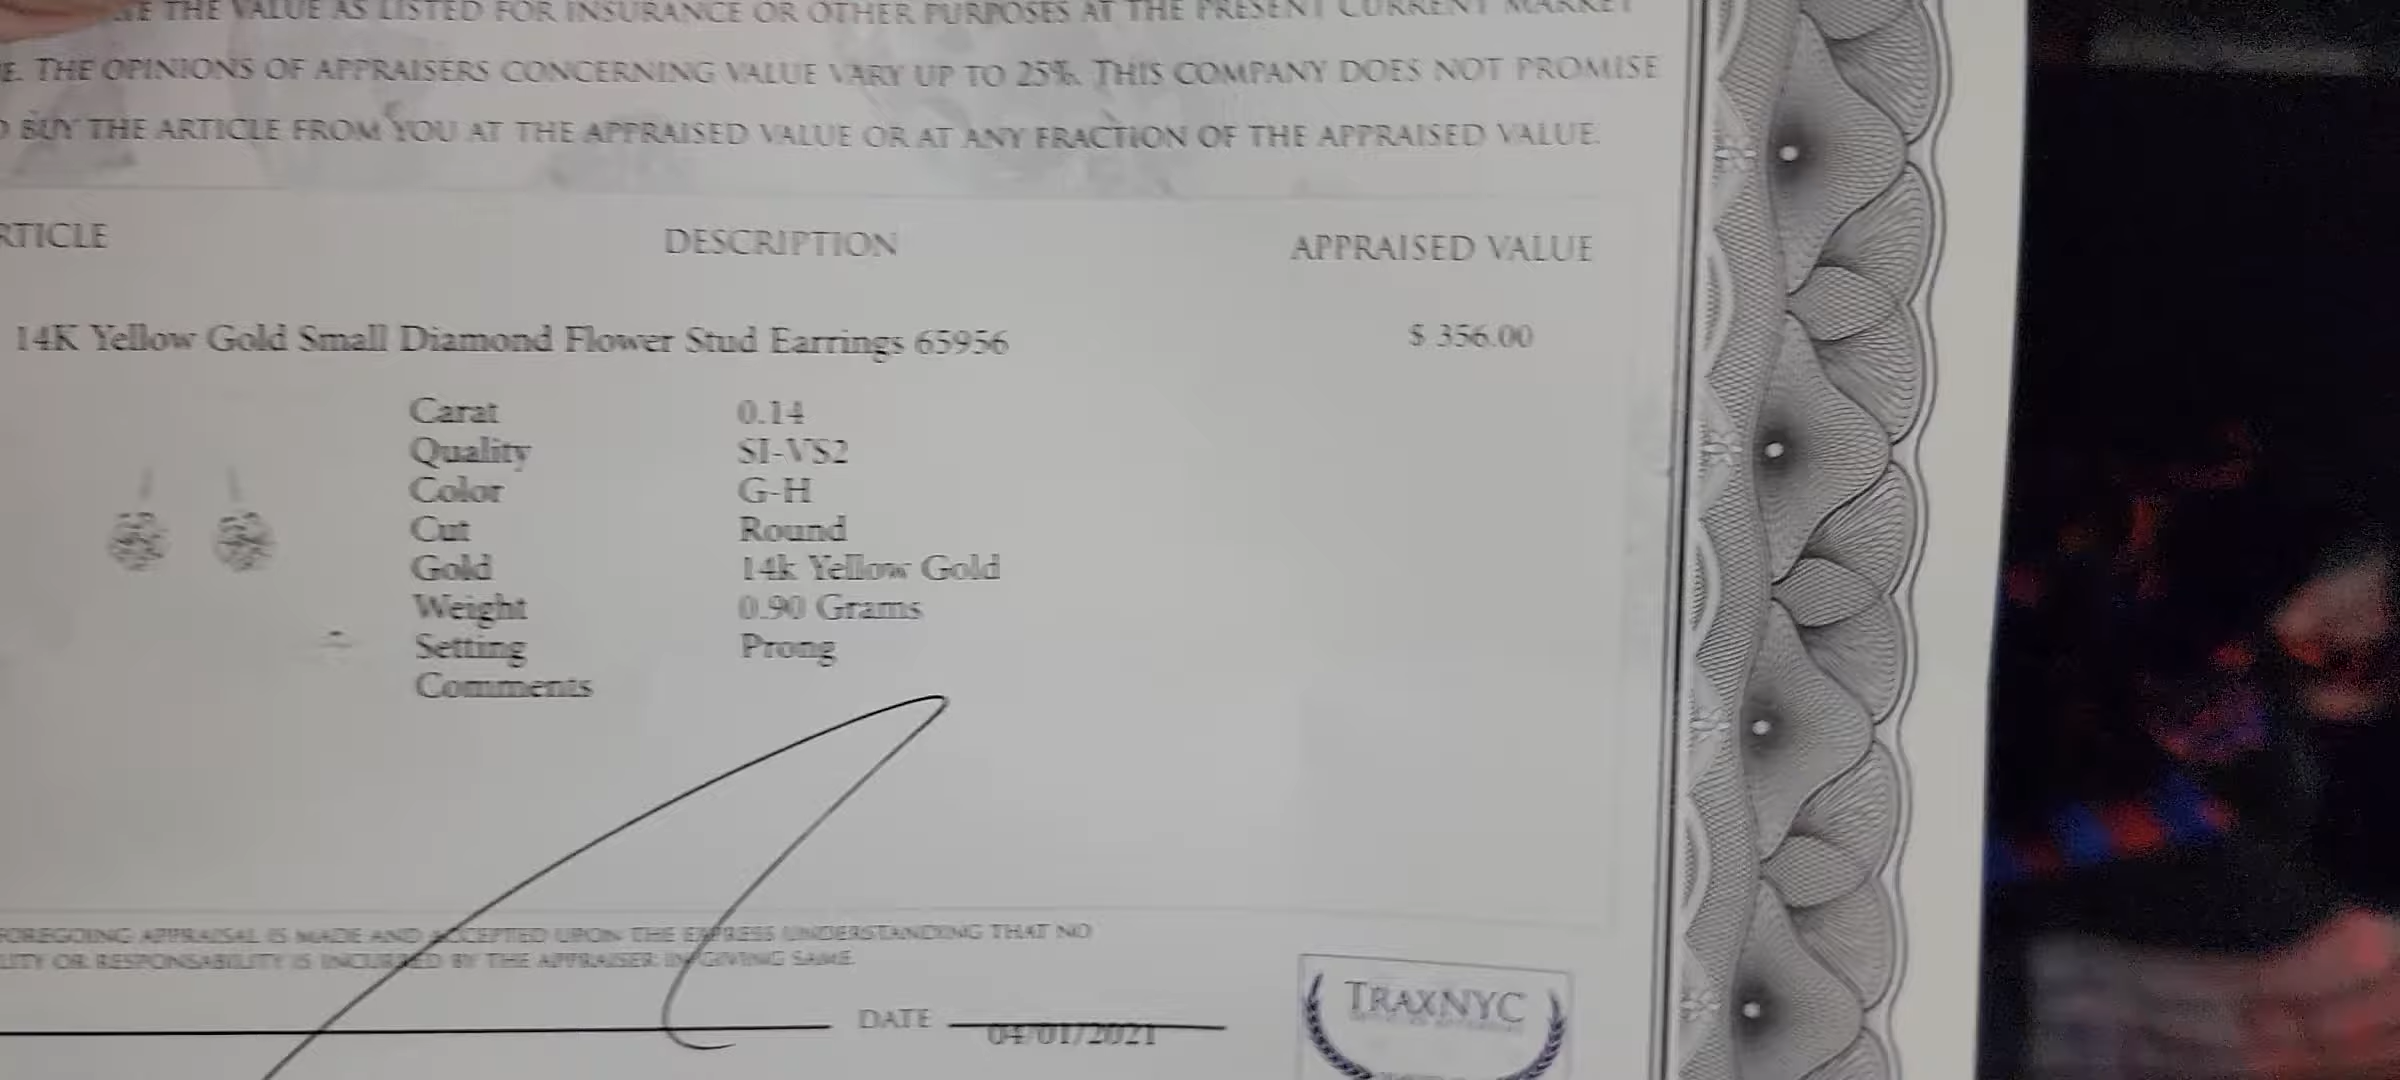 THE VALUE AS LISTED FOR INSURANCE OR OTHER PURPOSES AT THE PRESENT CURRENT MARKET
E. THE OPINIONS OF APPRAISERS CONCERNING VALUE VARY UP TO 25%. THIS COMPANY DOES NOT PROMISE
O BUY THE ARTICLE FROM YOU AT THE APPRAISED VALUE OR AT ANY FRACTION OF THE APPRAISED VALUE.
RTICLE DESCRIPTION APPRAISED VALUE
14K Yellow Gold Small Diamond Flower Stud Earrings 65956 $ 356.00
Carat 0.14
Quality SI-VS2
Color G-H
Cut Round
Gold 14k Yellow Gold
Weight 0.90 Grams
Setting Prong
Comments
FOREGOING APPRAISAL IS MADE AND ACCEPTED UPON THE EXPRESS UNDERSTANDING THAT NO
LITY OR RESPONSABILITY IS INCURRED BY THE APPRAISER IN GIVING SAME
DATE 04/01/2021
TRAXNYC